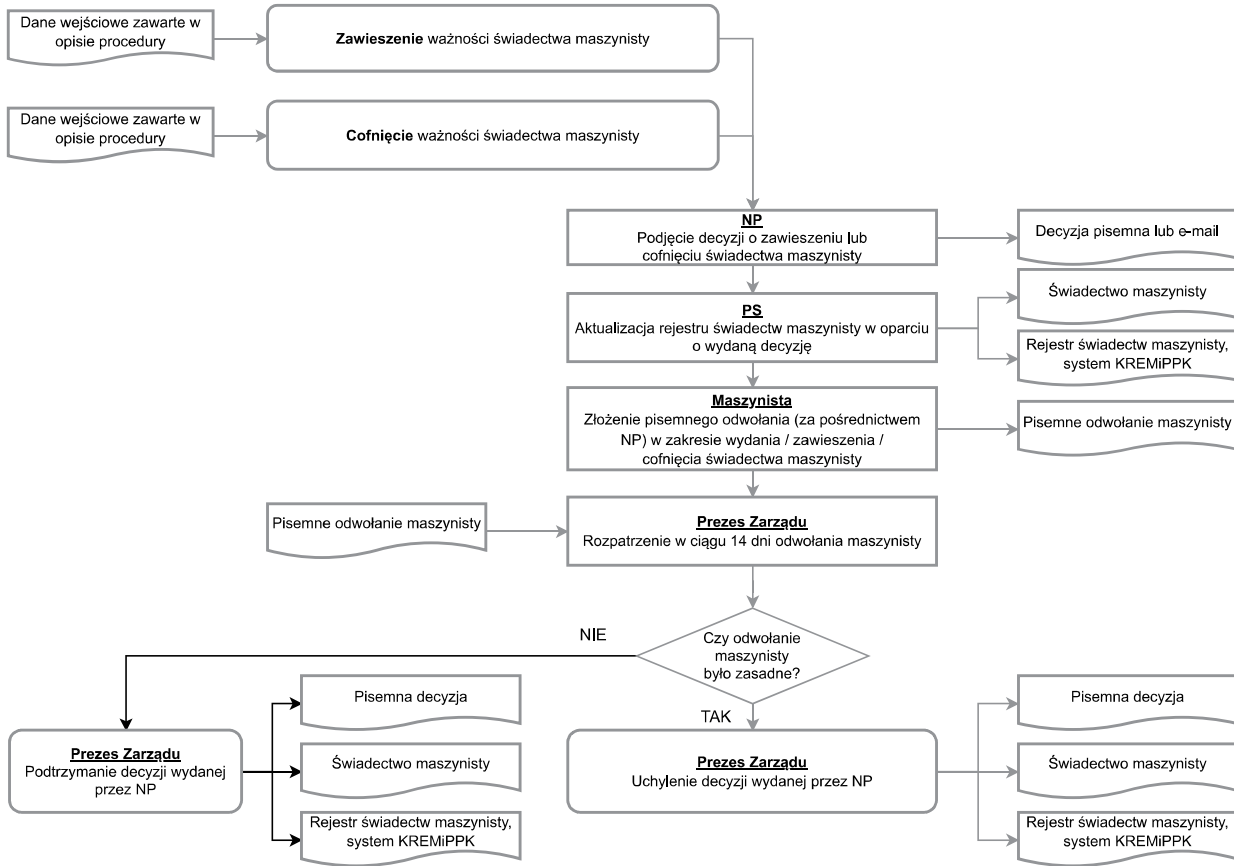 Dane wejściowe zawarte w
opisie procedury
Zawieszenie ważności świadectwa maszynisty
Dane wejściowe zawarte w
opisie procedury
Cofnięcie ważności świadectwa maszynisty
NP
Podjęcie decyzji o zawieszeniu lub
cofnięciu świadectwa maszynisty
Decyzja pisemna lub e-mail
PS
Aktualizacja rejestru świadectw maszynisty w oparciu
o wydaną decyzję
Świadectwo maszynisty
Rejestr świadectw maszynisty,
system KREMiPPK
Maszynista
Złożenie pisemnego odwołania (za pośrednictwem
NP) w zakresie wydania / zawieszenia /
cofnięcia świadectwa maszynisty
Pisemne odwołanie maszynisty
Pisemne odwołanie maszynisty
Prezes Zarządu
Rozpatrzenie w ciągu 14 dni odwołania maszynisty
Czy odwołanie
maszynisty
było zasadne?
NIE
TAK
Prezes Zarządu
Podtrzymanie decyzji wydanej
przez NP
Pisemna decyzja
Świadectwo maszynisty
Rejestr świadectw maszynisty,
system KREMiPPK
Prezes Zarządu
Uchylenie decyzji wydanej przez NP
Pisemna decyzja
Świadectwo maszynisty
Rejestr świadectw maszynisty,
system KREMiPPK